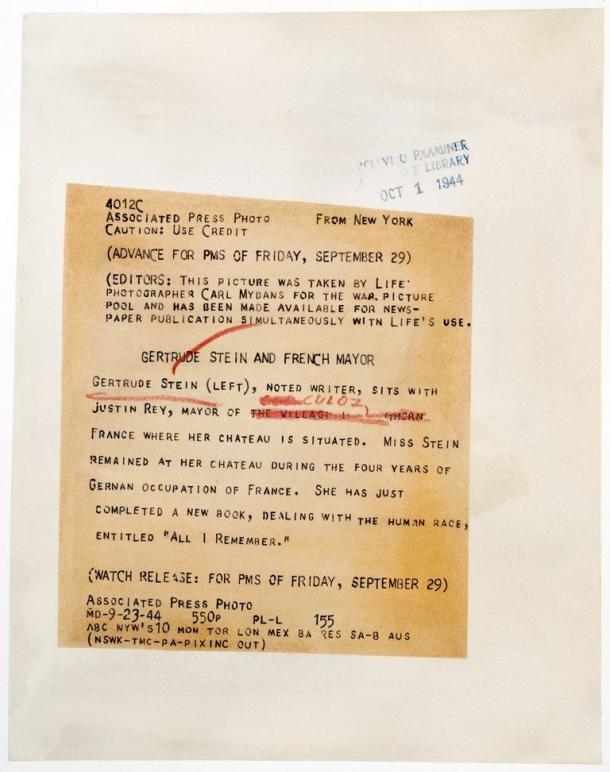 EXAMINER
LIBRARY
OCT 1 1944
4012C
ASSOCIATED PRESS PHOTO FROM NEW YORK
CAUTION: USE CREDIT
(ADVANCE FOR PMS OF FRIDAY, SEPTEMBER 29)
(EDITORS: THIS PICTURE WAS TAKEN BY LIFE'
PHOTOGRAPHER CARL MYDANS FOR THE WAR PICTURE
POOL AND HAS BEEN MADE AVAILABLE FOR NEWS-
PAPER PUBLICATION SIMULTANEOUSLY WITH LIFE'S USE.
GERTRUDE STEIN AND FRENCH MAYOR
GERTRUDE STEIN (LEFT), NOTED WRITER, SITS WITH
CULOZ,
JUSTIN REY, MAYOR OF THE VILLAGE
FRANCE WHERE HER CHATEAU IS SITUATED. MISS STEIN
REMAINED AT HER CHATEAU DURING THE FOUR YEARS OF
GERNAN OCCUPATION OF FRANCE. SHE HAS JUST
COMPLETED A NEW BOOK, DEALING WITH THE HUMAN RACE,
ENTITLED "ALL I REMEMBER."
(WATCH RELEASE: FOR PMS OF FRIDAY, SEPTEMBER 29)
ASSOCIATED PRESS PHOTO
MD-9-23-44 550P PL-L 155
ABC NYW'S10 MON TOR LON MEX BA RES SA-B AUS
(NSWK-TMC-PA-PIXINC OUT)